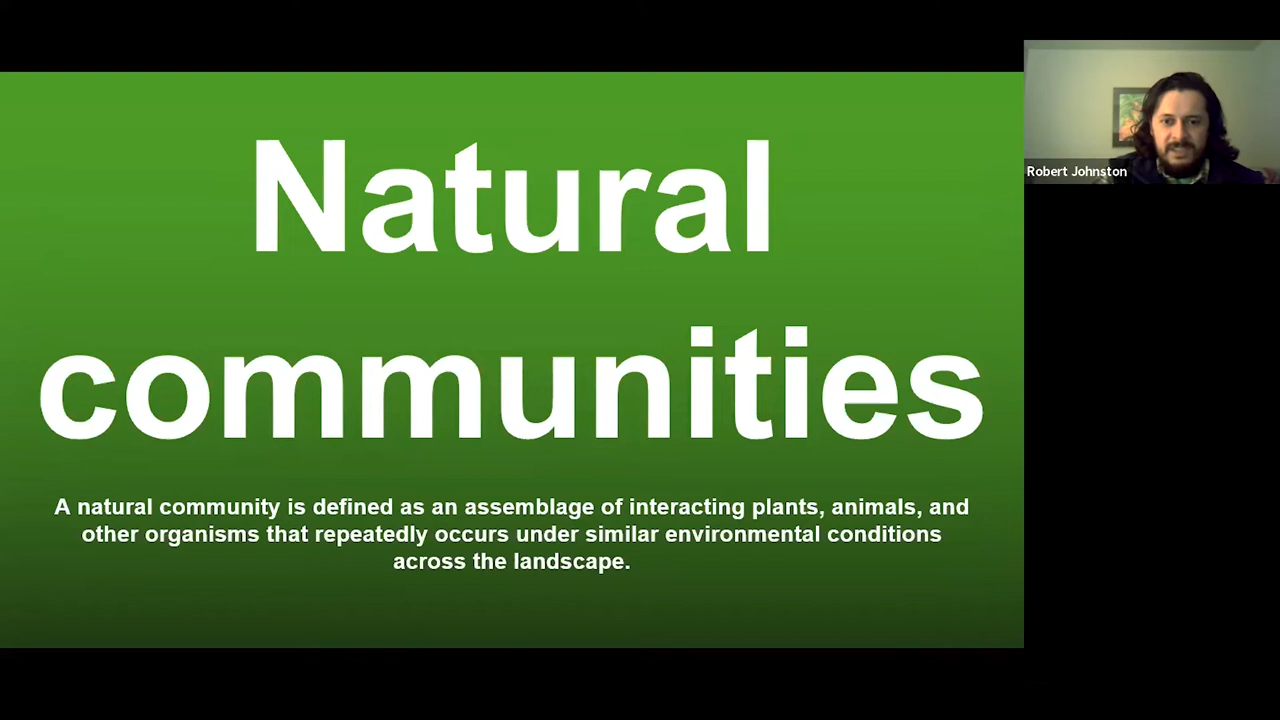 Natural
communities
A natural community is defined as an assemblage of interacting plants, animals, and
other organisms that repeatedly occurs under similar environmental conditions
across the landscape.
Robert Johnston